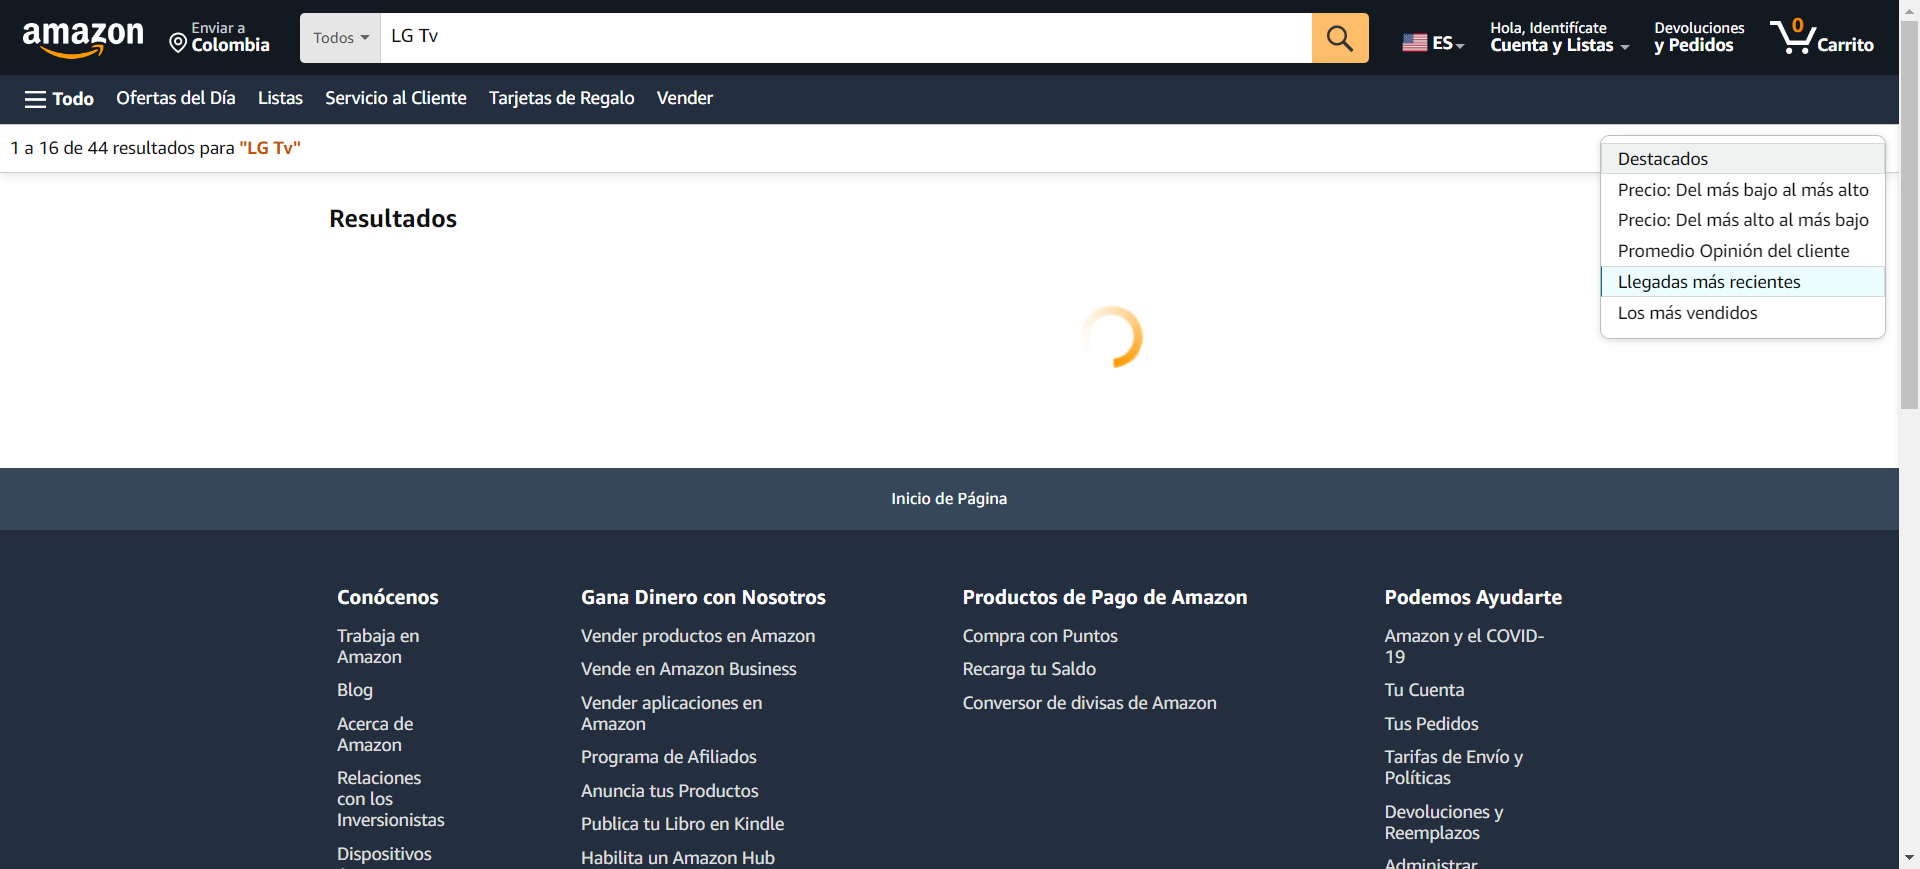 amazon
Enviar a
Colombia
Todos
LG Tv
ES
Hola, Identifícate
Cuenta y Listas
Devoluciones
y Pedidos
0
Carrito
Todo
Ofertas del Día
Listas
Servicio al Cliente
Tarjetas de Regalo
Vender
1 a 16 de 44 resultados para "LG Tv"
Destacados
Precio: Del más bajo al más alto
Precio: Del más alto al más bajo
Promedio Opinión del cliente
Llegadas más recientes
Los más vendidos
Resultados
Inicio de Página
Conócenos
Trabaja en
Amazon
Blog
Acerca de
Amazon
Relaciones
con los
Inversionistas
Dispositivos
Gana Dinero con Nosotros
Vender productos en Amazon
Vende en Amazon Business
Vender aplicaciones en
Amazon
Programa de Afiliados
Anuncia tus Productos
Publica tu Libro en Kindle
Habilita un Amazon Hub
Productos de Pago de Amazon
Compra con Puntos
Recarga tu Saldo
Conversor de divisas de Amazon
Podemos Ayudarte
Amazon y el COVID-
19
Tu Cuenta
Tus Pedidos
Tarifas de Envío y
Políticas
Devoluciones y
Reemplazos
Administrar